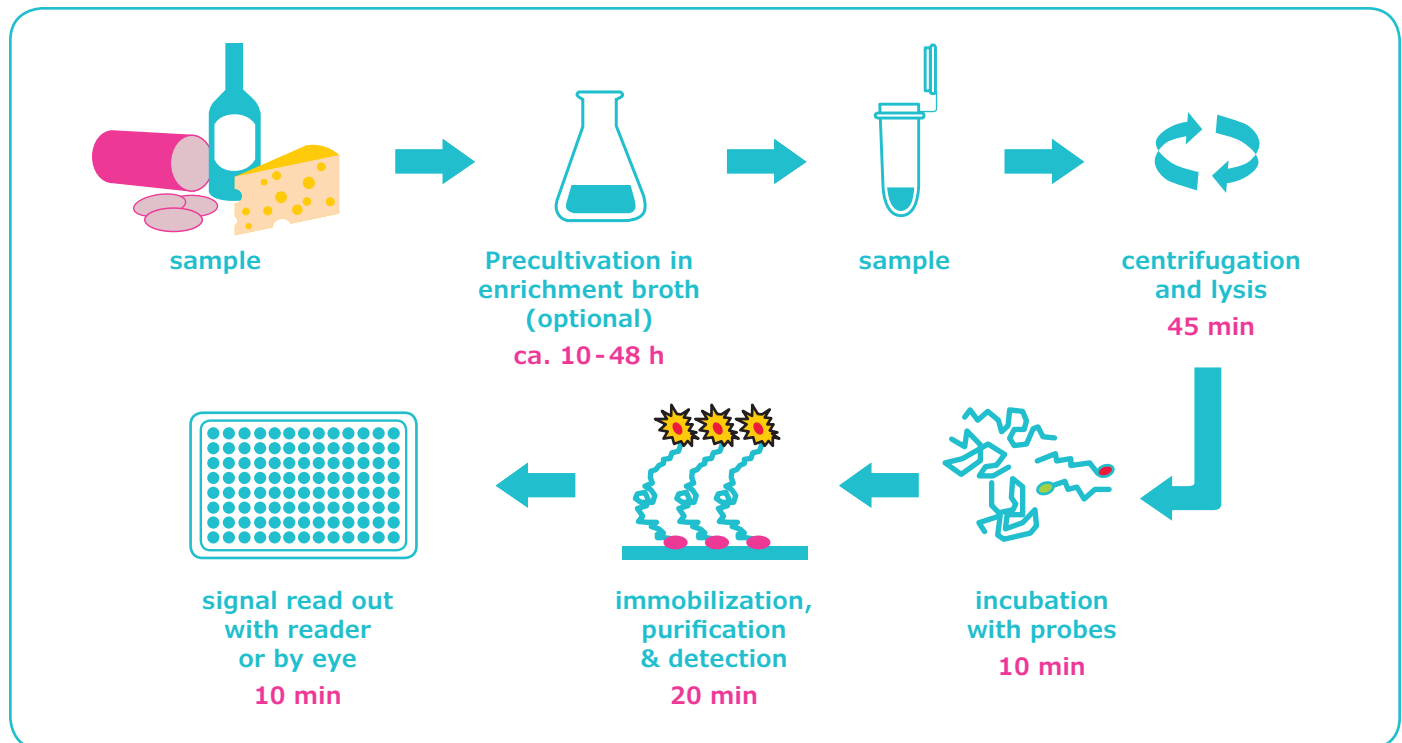 sample
Precultivation in
enrichment broth
(optional)
ca. 10-48 h
sample
centrifugation
and lysis
45 min
incubation
with probes
10 min
immobilization,
purification
& detection
20 min
signal read out
with reader
or by eye
10 min